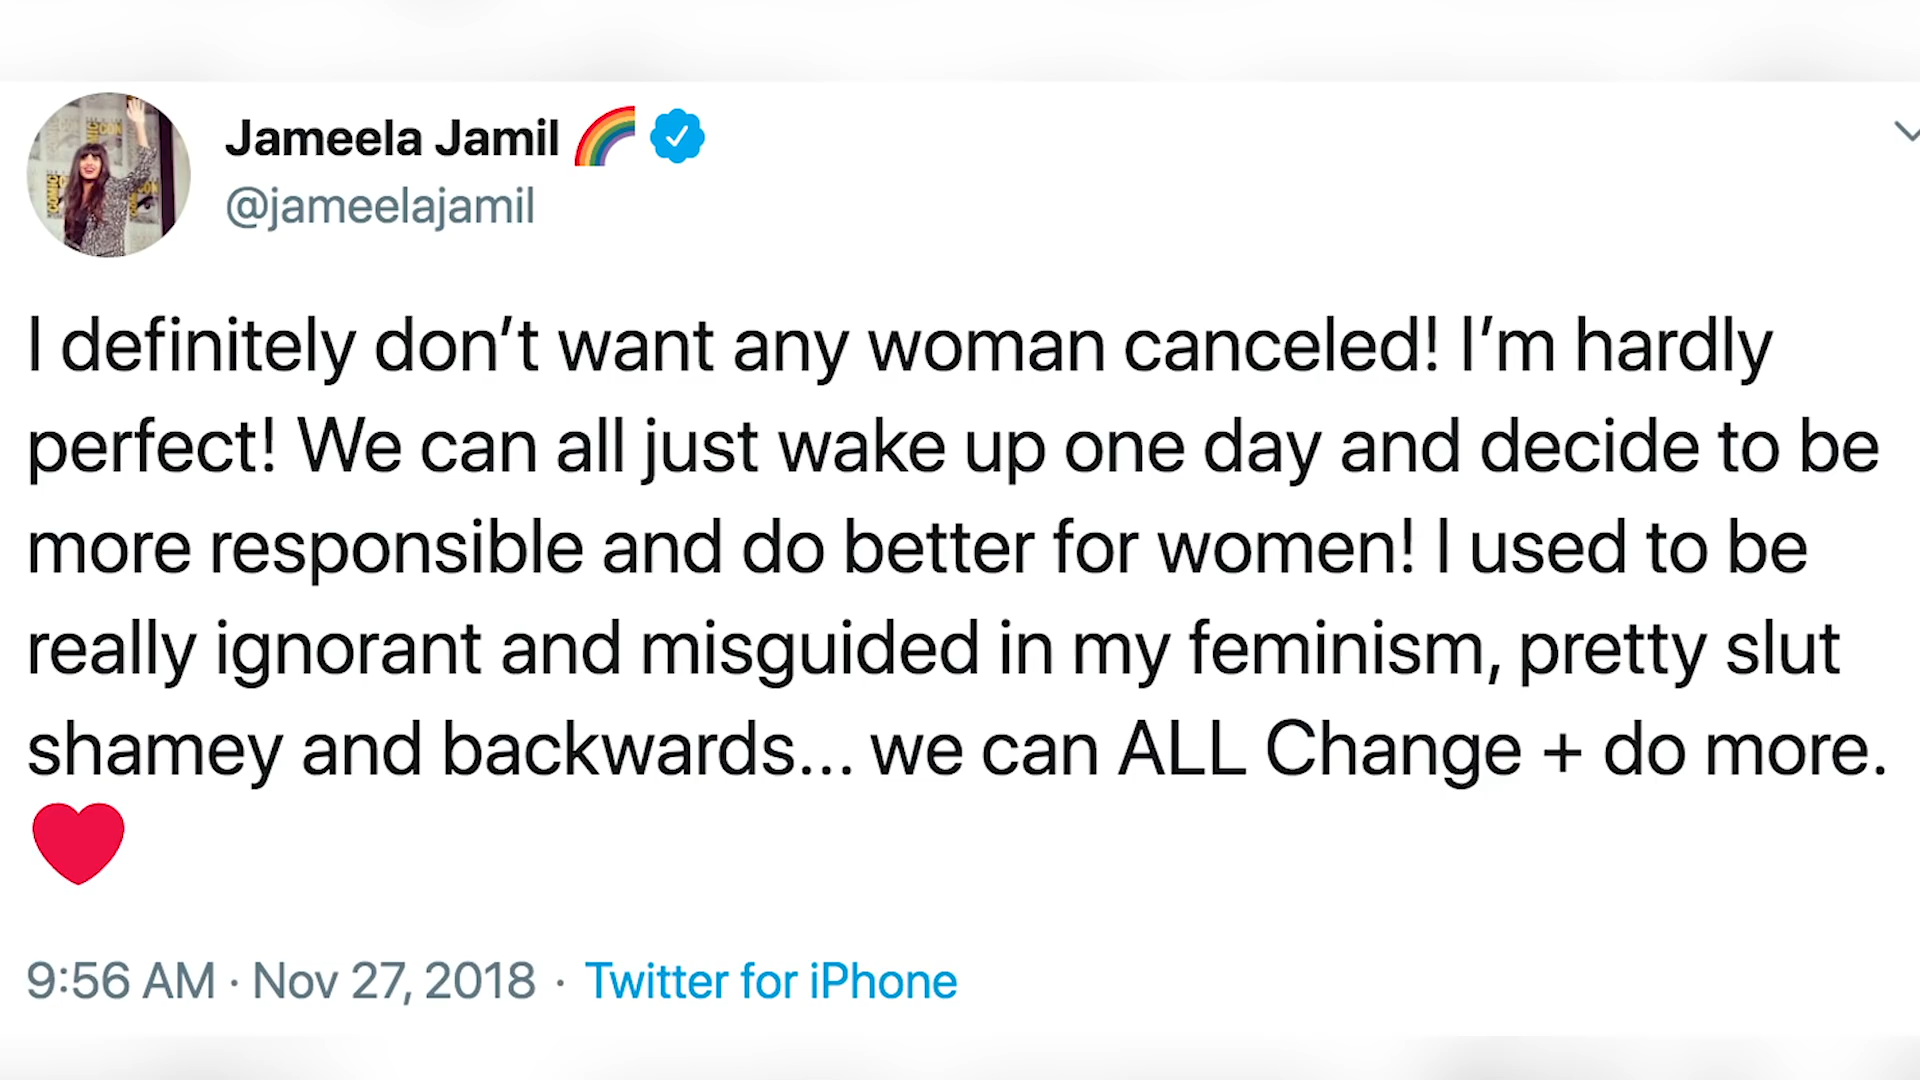 Jameela Jamil 🌈
@jameelajamil
I definitely don’t want any woman canceled! I’m hardly
perfect! We can all just wake up one day and decide to be
more responsible and do better for women! I used to be
really ignorant and misguided in my feminism, pretty slut
shamey and backwards... we can ALL Change + do more.
❤️
9:56 AM · Nov 27, 2018 · Twitter for iPhone